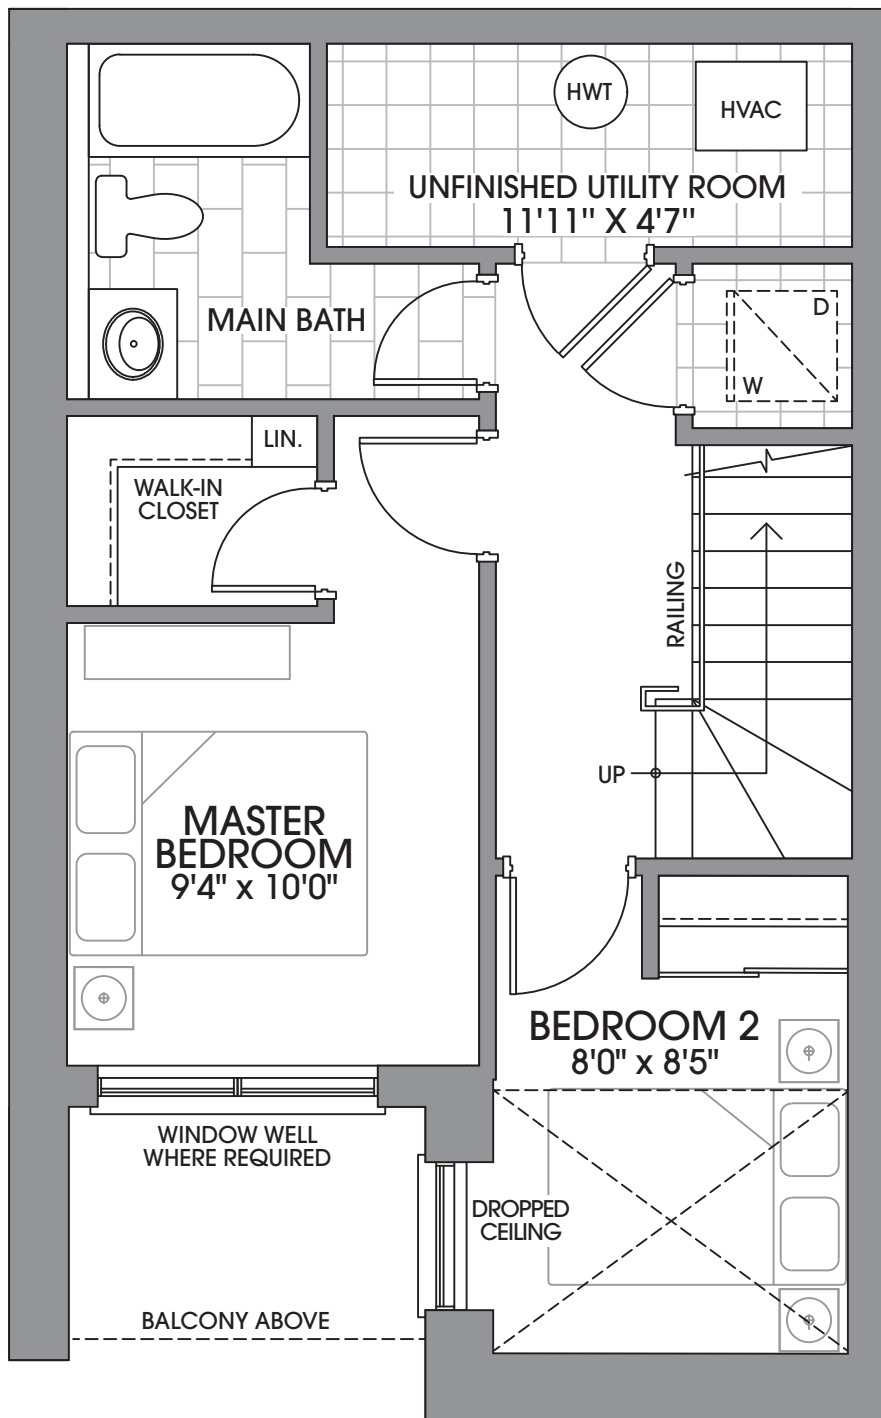 HWT
HVAC
UNFINISHED UTILITY ROOM
11'11" X 4'7"
MAIN BATH
D
W
LIN.
WALK-IN
CLOSET
RAILING
UP
MASTER
BEDROOM
9'4" x 10'0"
BEDROOM 2
8'0" x 8'5"
WINDOW WELL
WHERE REQUIRED
DROPPED
CEILING
BALCONY ABOVE